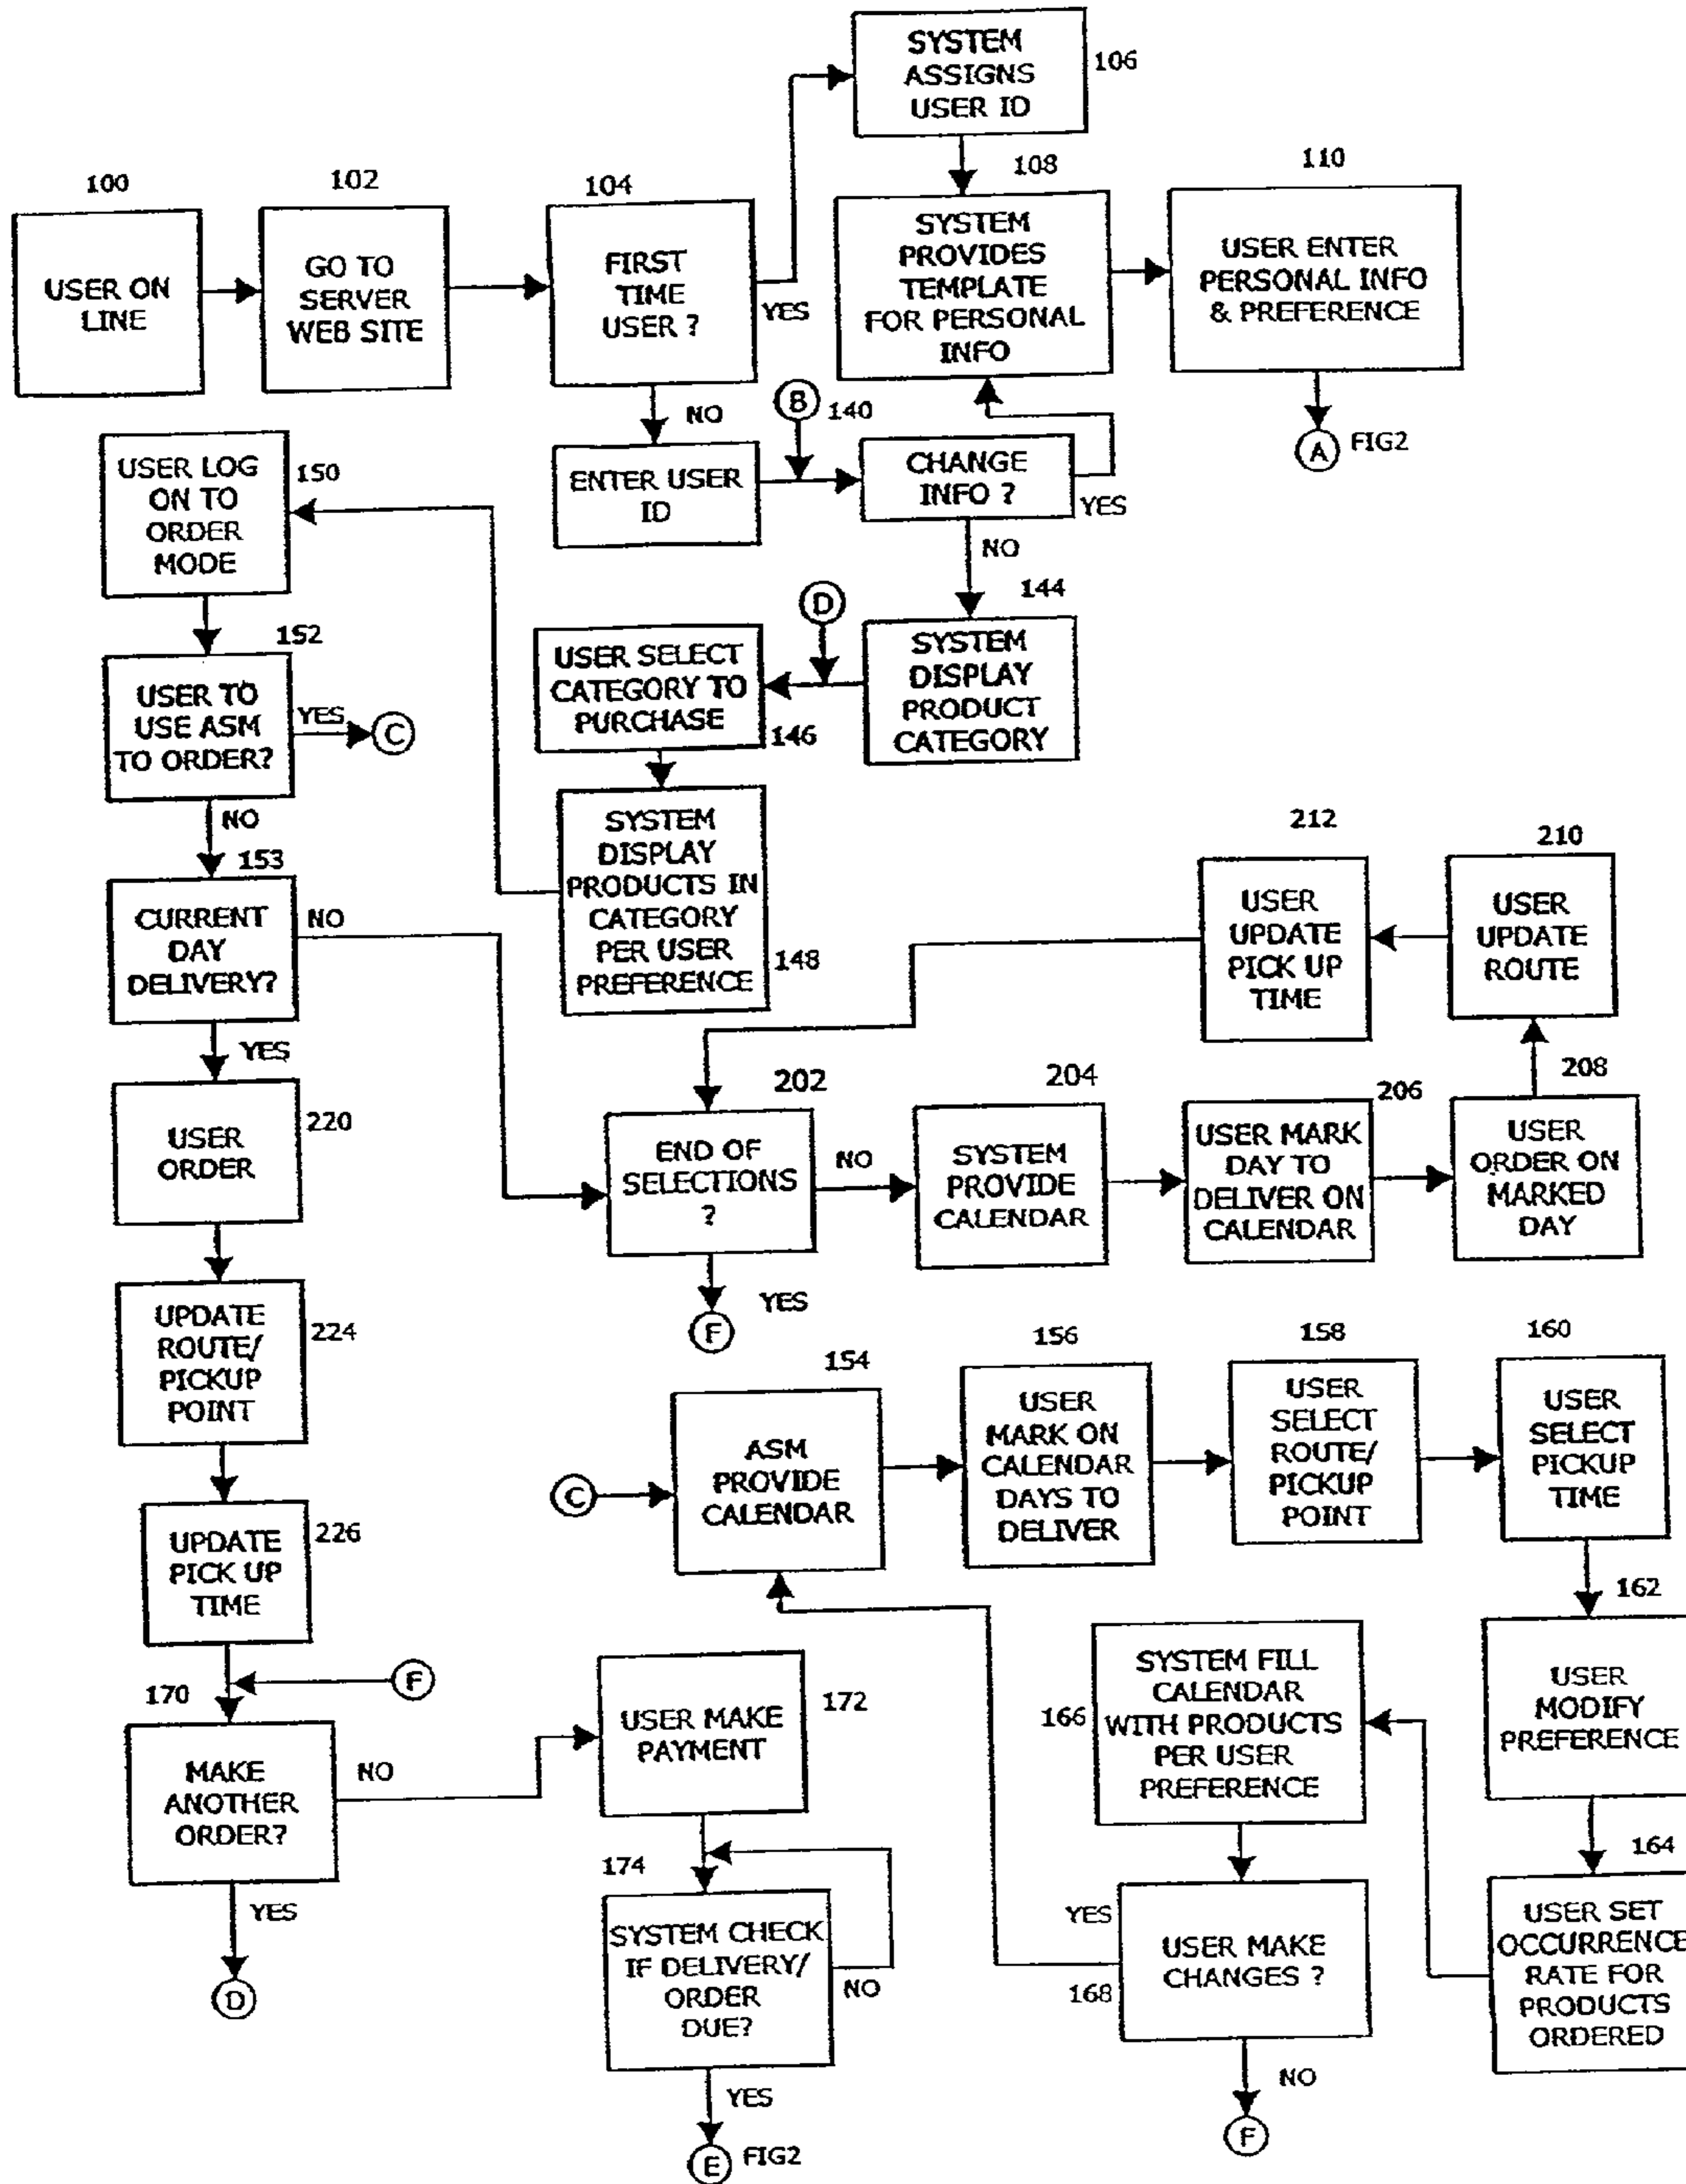 SYSTEM
ASSIGNS
USER ID
106
100
USER ON
LINE
102
GO TO
SERVER
WEB SITE
104
FIRST
TIME
USER ?
YES
NO
108
SYSTEM
PROVIDES
TEMPLATE
FOR PERSONAL
INFO
110
USER ENTER
PERSONAL INFO
& PREFERENCE
A
FIG2
ENTER USER
ID
B
140
CHANGE
INFO ?
YES
NO
144
SYSTEM
DISPLAY
PRODUCT
CATEGORY
D
USER SELECT
CATEGORY TO
PURCHASE
146
SYSTEM
DISPLAY
PRODUCTS IN
CATEGORY
PER USER
PREFERENCE
148
USER LOG
ON TO
ORDER
MODE
150
152
USER TO
USE ASM
TO ORDER?
YES
C
NO
153
CURRENT
DAY
DELIVERY?
NO
YES
USER
ORDER
220
UPDATE
ROUTE/
PICKUP
POINT
224
UPDATE
PICK UP
TIME
226
F
170
MAKE
ANOTHER
ORDER?
NO
YES
D
212
USER
UPDATE
PICK UP
TIME
210
USER
UPDATE
ROUTE
202
END OF
SELECTIONS
?
NO
YES
F
204
SYSTEM
PROVIDE
CALENDAR
206
USER MARK
DAY TO
DELIVER ON
CALENDAR
208
USER
ORDER ON
MARKED
DAY
C
154
ASM
PROVIDE
CALENDAR
156
USER
MARK ON
CALENDAR
DAYS TO
DELIVER
158
USER
SELECT
ROUTE/
PICKUP
POINT
160
USER
SELECT
PICKUP
TIME
162
USER
MODIFY
PREFERENCE
164
USER SET
OCCURRENCE
RATE FOR
PRODUCTS
ORDERED
166
SYSTEM FILL
CALENDAR
WITH PRODUCTS
PER USER
PREFERENCE
168
USER MAKE
CHANGES ?
YES
NO
F
USER MAKE
PAYMENT
172
174
SYSTEM CHECK
IF DELIVERY/
ORDER
DUE?
NO
YES
E
FIG2